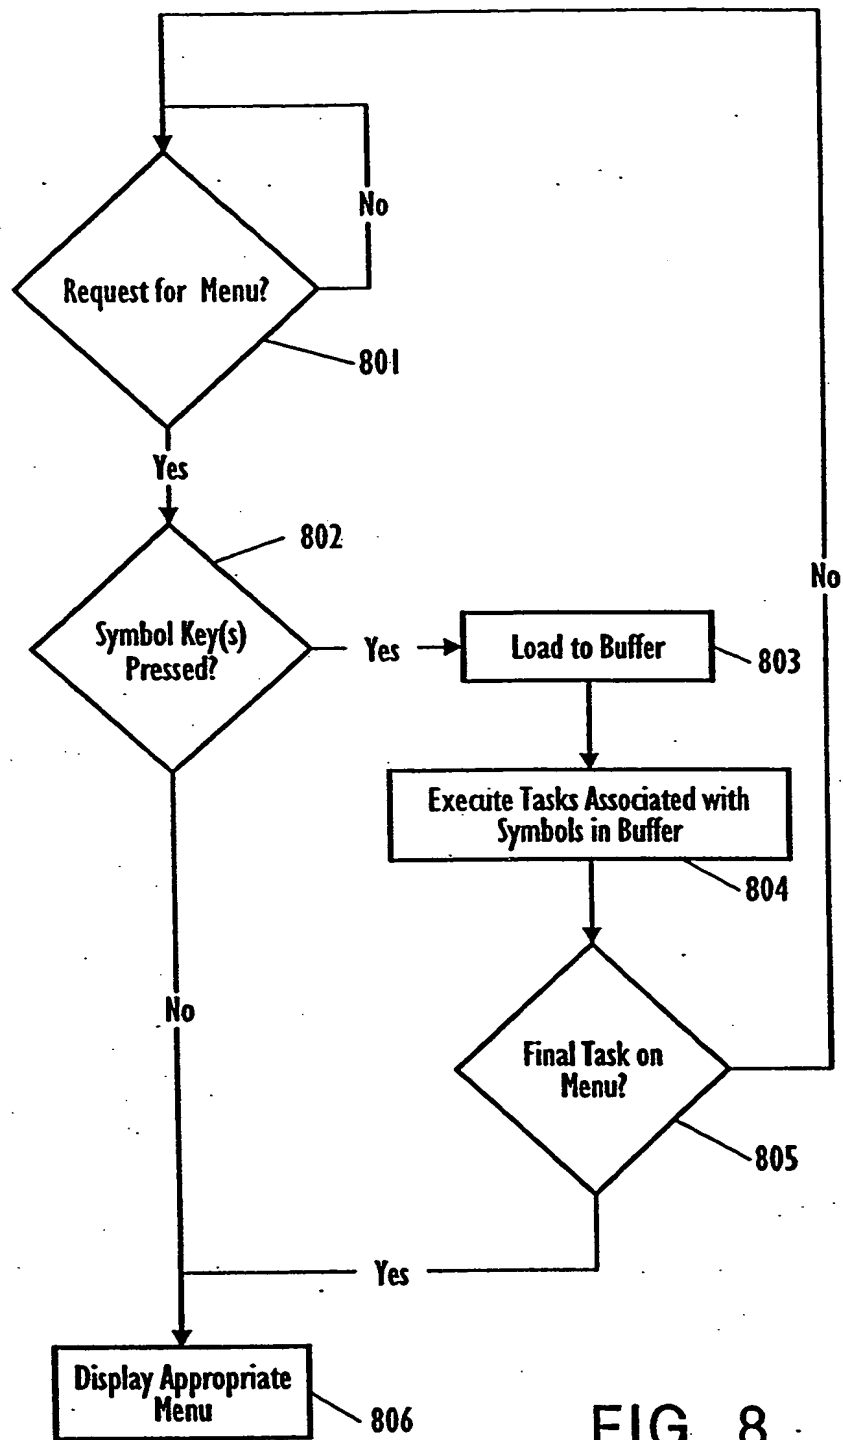 No
Request for Menu?
801
Yes
802
Symbol Key(s)
Pressed?
Yes
Load to Buffer
803
No
Execute Tasks Associated with
Symbols in Buffer
804
No
Final Task on
Menu?
805
Yes
Display Appropriate
Menu
806
FIG. 8